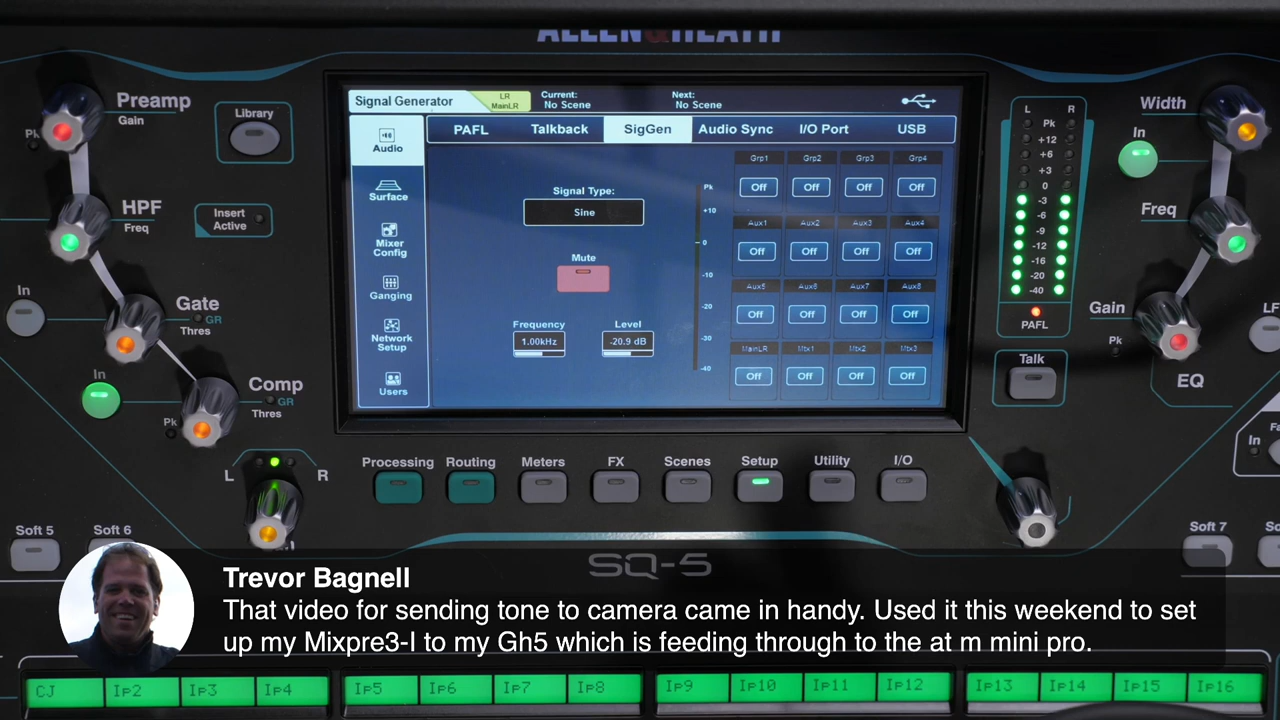 ALLEN&HEATH
Preamp
Gain
Pk
Library
HPF
Freq
Insert
Active
In
Gate
GR
Thres
In
Comp
GR
Thres
Pk
L
R
Soft 5
Soft 6
Signal Generator
LR
MainLR
Current:
No Scene
Next:
No Scene
Audio
Surface
Mixer
Config
Ganging
Network
Setup
Users
PAFL Talkback SigGen Audio Sync I/O Port USB
Signal Type:
Sine
Mute
Frequency
1.00kHz
Level
-20.9 dB
Pk
+10
0
-10
-20
-30
-40
Grp1 Grp2 Grp3 Grp4
Off Off Off Off
Aux1 Aux2 Aux3 Aux4
Off Off Off Off
Aux5 Aux6 Aux7 Aux8
Off Off Off Off
MainLR Mtx1 Mtx2 Mtx3
Off Off Off Off
L R
Pk
+12
+6
+3
0
-3
-6
-9
-12
-16
-20
-40
PAFL
Talk
Width
In
Freq
Gain
Pk
EQ
LF
In
Fa
Soft 7
So
Processing Routing Meters FX Scenes Setup Utility I/O
SQ-5
Trevor Bagnell
That video for sending tone to camera came in handy. Used it this weekend to set
up my Mixpre3-I to my Gh5 which is feeding through to the at m mini pro.
CJ Ip2 Ip3 Ip4 Ip5 Ip6 Ip7 Ip8 Ip9 Ip10 Ip11 Ip12 Ip13 Ip14 Ip15 Ip16